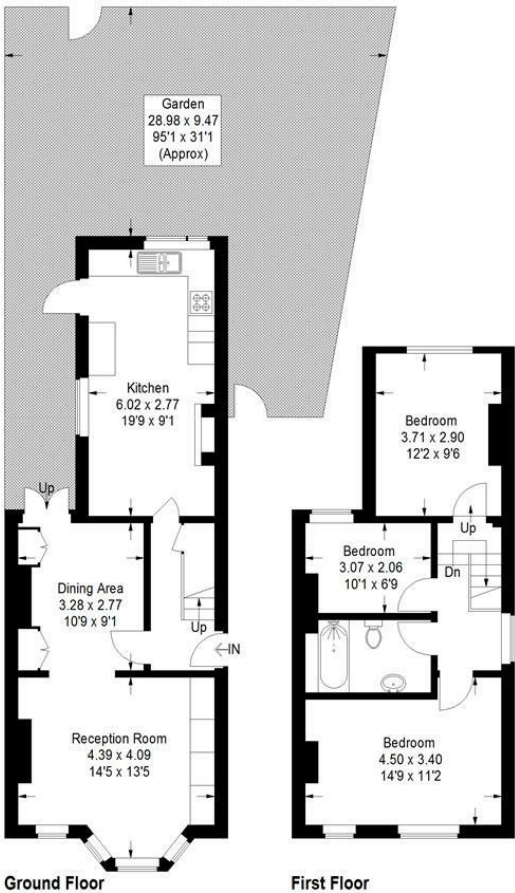 Garden
28.98 x 9.47
95'1 x 31'1
(Approx)
Kitchen
6.02 x 2.77
19'9 x 9'1
Up
Dining Area
3.28 x 2.77
10'9 x 9'1
Up
IN
Reception Room
4.39 x 4.09
14'5 x 13'5
Ground Floor
Bedroom
3.71 x 2.90
12'2 x 9'6
Up
Bedroom
3.07 x 2.06
10'1 x 6'9
Dn
Bedroom
4.50 x 3.40
14'9 x 11'2
First Floor